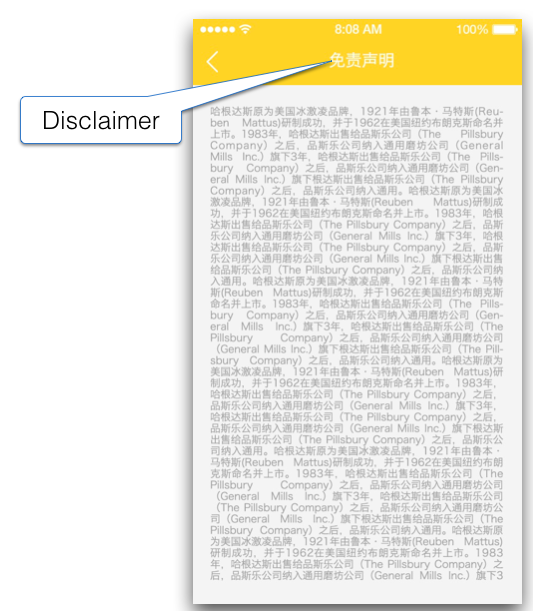 8:08 AM
100%
免责声明
Disclaimer
哈根达斯原为美国冰激凌品牌，1921年由鲁本·马特斯(Reu-
ben Mattus)研制成功，并于1962在美国纽约布朗克斯命名并
上市。1983年，哈根达斯出售给品斯乐公司（The Pillsbury
Company）之后，品斯乐公司纳入通用磨坊公司（General
Mills Inc.）旗下3年，哈根达斯出售给品斯乐公司（The Pills-
bury Company）之后，品斯乐公司纳入通用磨坊公司（Gen-
eral Mills Inc.）旗下根达斯出售给品斯乐公司（The Pillsbury
Company）之后，品斯乐公司纳入通用。哈根达斯原为美国冰
激凌品牌，1921年由鲁本·马特斯(Reuben Mattus)研制成
功，并于1962在美国纽约布朗克斯命名并上市。1983年，哈根
达斯出售给品斯乐公司（The Pillsbury Company）之后，品斯
乐公司纳入通用磨坊公司（General Mills Inc.）旗下3年，哈根
达斯出售给品斯乐公司（The Pillsbury Company）之后，品斯
乐公司纳入通用磨坊公司（General Mills Inc.）旗下根达斯出售
给品斯乐公司（The Pillsbury Company）之后，品斯乐公司纳
入通用。哈根达斯原为美国冰激凌品牌，1921年由鲁本·马特
斯(Reuben Mattus)研制成功，并于1962在美国纽约布朗克斯
命名并上市。1983年，哈根达斯出售给品斯乐公司（The Pills-
bury Company）之后，品斯乐公司纳入通用磨坊公司（Gen-
eral Mills Inc.）旗下3年，哈根达斯出售给品斯乐公司（The
Pillsbury Company）之后，品斯乐公司纳入通用磨坊公司
（General Mills Inc.）旗下根达斯出售给品斯乐公司（The Pill-
sbury Company）之后，品斯乐公司纳入通用。哈根达斯原为
美国冰激凌品牌，1921年由鲁本·马特斯(Reuben Mattus)研
制成功，并于1962在美国纽约布朗克斯命名并上市。1983年，
哈根达斯出售给品斯乐公司（The Pillsbury Company）之后，
品斯乐公司纳入通用磨坊公司（General Mills Inc.）旗下3年，
哈根达斯出售给品斯乐公司（The Pillsbury Company）之后，
品斯乐公司纳入通用磨坊公司（General Mills Inc.）旗下根达斯
出售给品斯乐公司（The Pillsbury Company）之后，品斯乐公
司纳入通用。哈根达斯原为美国冰激凌品牌，1921年由鲁本·
马特斯(Reuben Mattus)研制成功，并于1962在美国纽约布朗
克斯命名并上市。1983年，哈根达斯出售给品斯乐公司（The
Pillsbury Company）之后，品斯乐公司纳入通用磨坊公司
（General Mills Inc.）旗下3年，哈根达斯出售给品斯乐公司
（The Pillsbury Company）之后，品斯乐公司纳入通用磨坊公
司（General Mills Inc.）旗下根达斯出售给品斯乐公司（The
Pillsbury Company）之后，品斯乐公司纳入通用。哈根达斯原
为美国冰激凌品牌，1921年由鲁本·马特斯(Reuben Mattus)
研制成功，并于1962在美国纽约布朗克斯命名并上市。1983
年，哈根达斯出售给品斯乐公司（The Pillsbury Company）之
后，品斯乐公司纳入通用磨坊公司（General Mills Inc.）旗下3